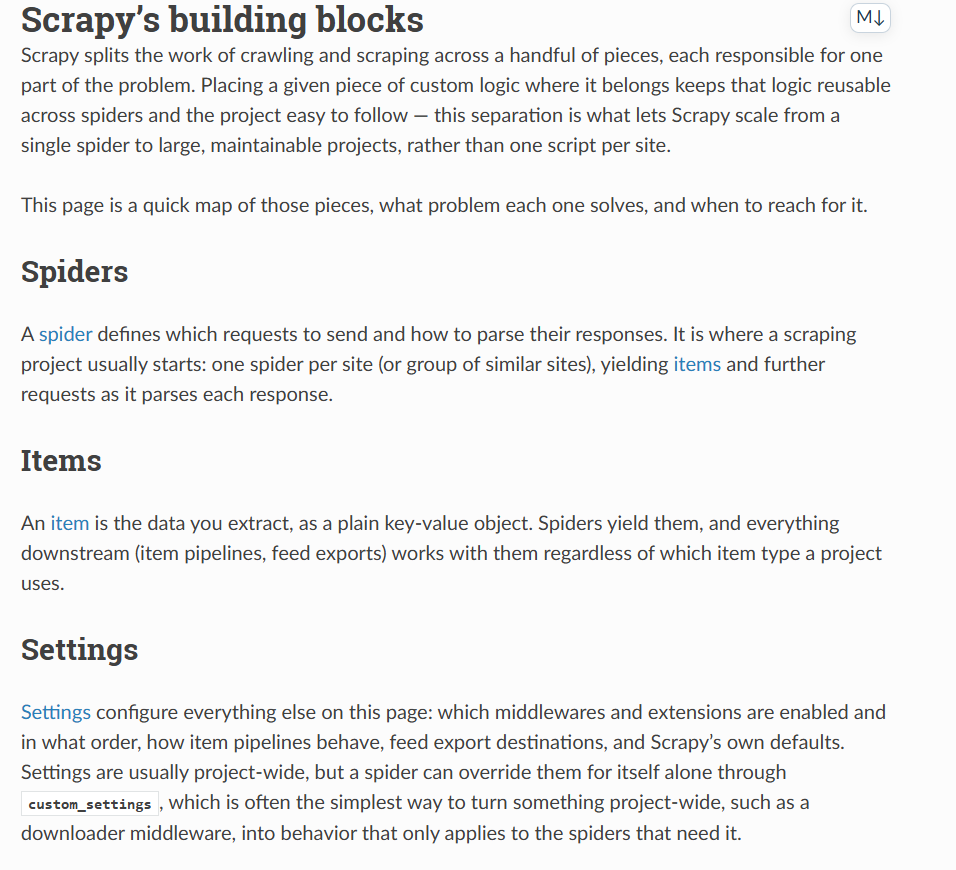 Scrapy’s building blocks
M↓
Scrapy splits the work of crawling and scraping across a handful of pieces, each responsible for one
part of the problem. Placing a given piece of custom logic where it belongs keeps that logic reusable
across spiders and the project easy to follow — this separation is what lets Scrapy scale from a
single spider to large, maintainable projects, rather than one script per site.
This page is a quick map of those pieces, what problem each one solves, and when to reach for it.
Spiders
A spider defines which requests to send and how to parse their responses. It is where a scraping
project usually starts: one spider per site (or group of similar sites), yielding items and further
requests as it parses each response.
Items
An item is the data you extract, as a plain key-value object. Spiders yield them, and everything
downstream (item pipelines, feed exports) works with them regardless of which item type a project
uses.
Settings
Settings configure everything else on this page: which middlewares and extensions are enabled and
in what order, how item pipelines behave, feed export destinations, and Scrapy’s own defaults.
Settings are usually project-wide, but a spider can override them for itself alone through
custom_settings , which is often the simplest way to turn something project-wide, such as a
downloader middleware, into behavior that only applies to the spiders that need it.